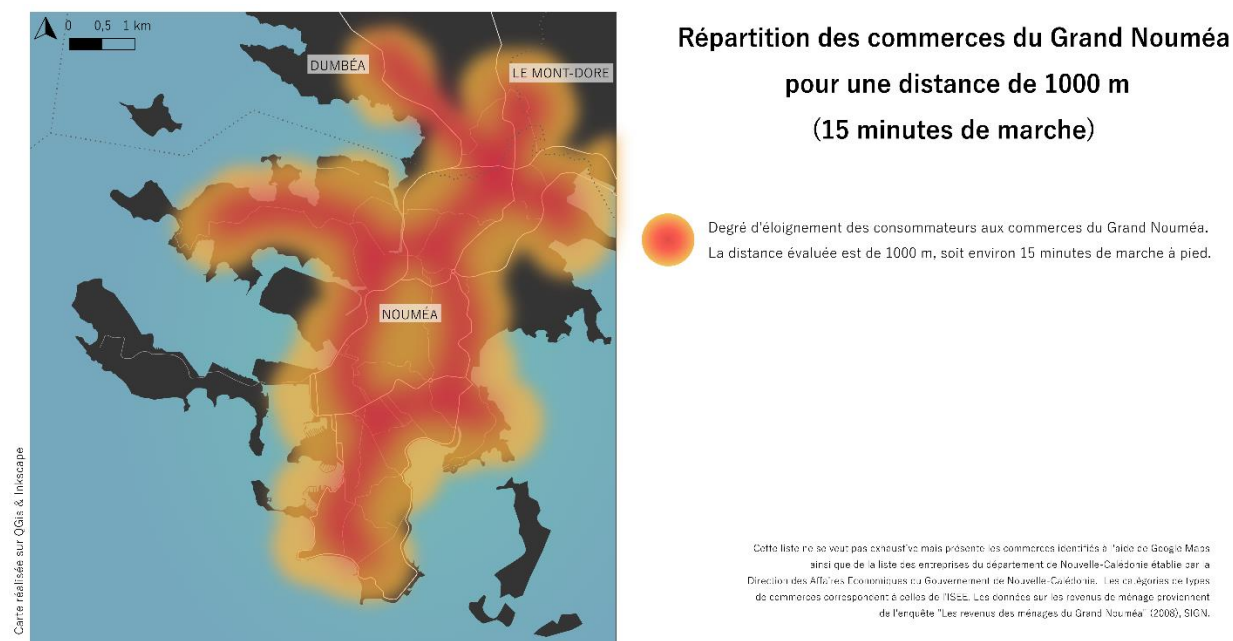 0 0,5 1 km
DUMBÉA
LE MONT-DORE
NOUMÉA
Carte réalisée sur QGis & Inkscape
Répartition des commerces du Grand Nouméa
pour une distance de 1000 m
(15 minutes de marche)
Degré d'éloignement des consommateurs aux commerces du Grand Nouméa.
La distance évaluée est de 1000 m, soit environ 15 minutes de marche à pied.
Cette liste ne se veut pas exhaustive mais présente les commerces identifiés à l'aide de Google Maps
ainsi que de la liste des entreprises du département de Nouvelle-Calédonie établie par la
Direction des Affaires Economiques du Gouvernement de Nouvelle-Calédonie. Les catégories de types
de commerces correspondent à celles de l'ISEE. Les données sur les revenus de ménage proviennent
de l'enquête "Les revenus des ménages du Grand Nouméa" (2008), SIGN.